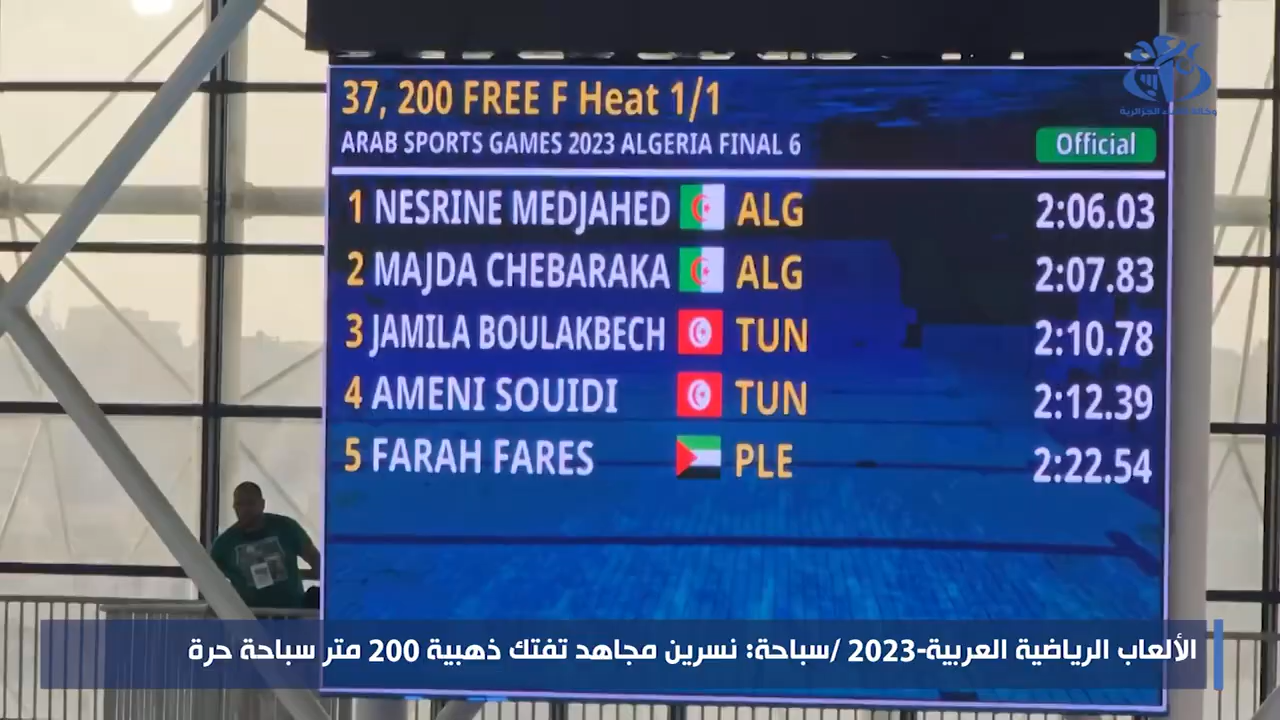 37, 200 FREE F Heat 1/1
ARAB SPORTS GAMES 2023 ALGERIA FINAL 6
Official
1 NESRINE MEDJAHED ALG 2:06.03
2 MAJDA CHEBARAKA ALG 2:07.83
3 JAMILA BOULAKBECH TUN 2:10.78
4 AMENI SOUIDI TUN 2:12.39
5 FARAH FARES PLE 2:22.54
الألعاب الرياضية العربية-2023 /سباحة: نسرين مجاهد تفتك ذهبية 200 متر سباحة حرة
وكالة الأنباء الجزائرية